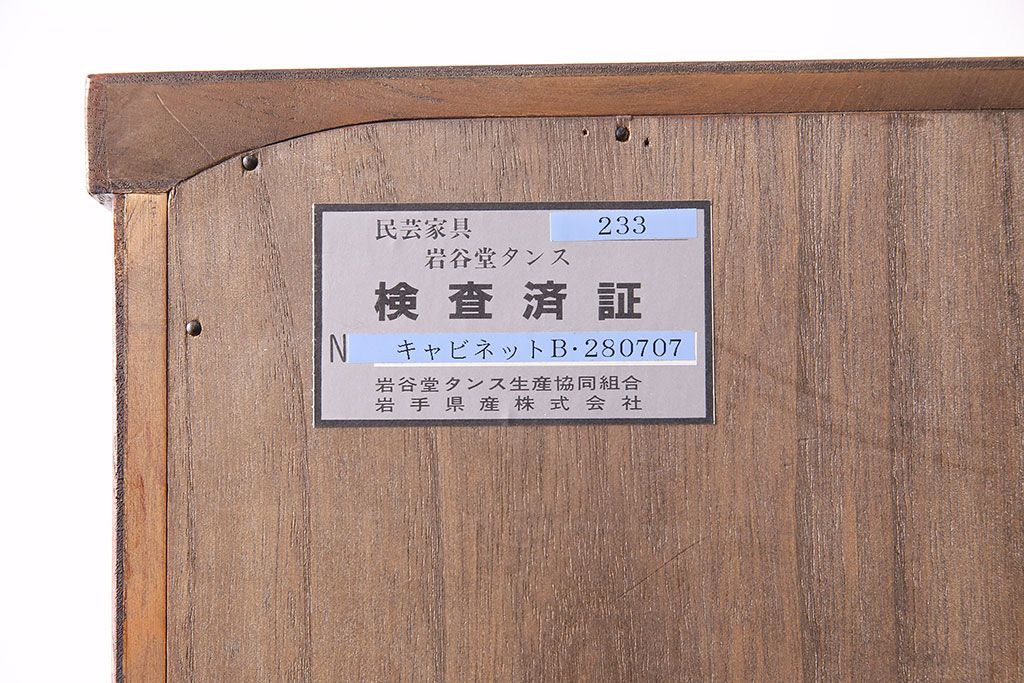 民芸家具 233
岩谷堂タンス
検査済証
N キャビネットB・280707
岩谷堂タンス生産協同組合
岩手県産株式会社